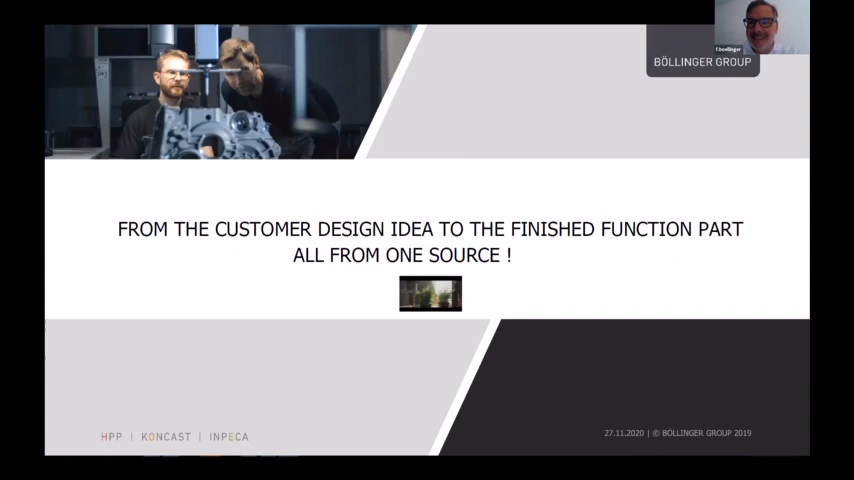 f.boellinger
BÖLLINGER GROUP
FROM THE CUSTOMER DESIGN IDEA TO THE FINISHED FUNCTION PART
ALL FROM ONE SOURCE !
HPP | KONCAST | INPECA
27.11.2020 | © BÖLLINGER GROUP 2019